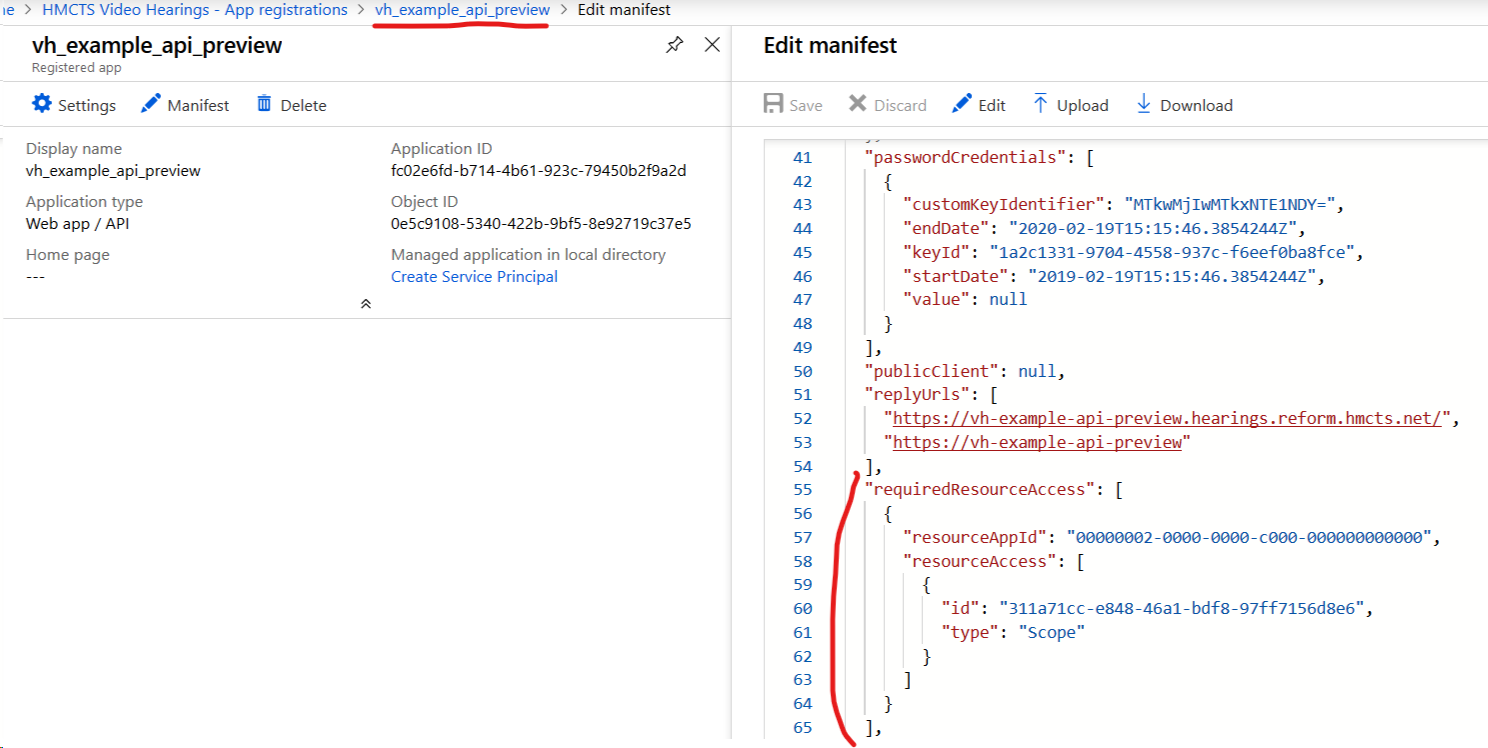 HMCTS Video Hearings - App registrations > vh_example_api_preview > Edit manifest
vh_example_api_preview
Registered app
Settings Manifest Delete
Display name
vh_example_api_preview
Application type
Web app / API
Home page
---
Application ID
fc02e6fd-b714-4b61-923c-79450b2f9a2d
Object ID
0e5c9108-5340-422b-9bf5-8e92719c37e5
Managed application in local directory
Create Service Principal
Edit manifest
Save Discard Edit Upload Download
41 "passwordCredentials": [
42 {
43 "customKeyIdentifier": "MTkwMjIwMTkxNTE1NDY=",
44 "endDate": "2020-02-19T15:15:46.3854244Z",
45 "keyId": "1a2c1331-9704-4558-937c-f6eef0ba8fce",
46 "startDate": "2019-02-19T15:15:46.3854244Z",
47 "value": null
48 }
49 ],
50 "publicClient": null,
51 "replyUrls": [
52 "https://vh-example-api-preview.hearings.reform.hmcts.net/",
53 "https://vh-example-api-preview"
54 ],
55 "requiredResourceAccess": [
56 {
57 "resourceAppId": "00000002-0000-0000-c000-000000000000",
58 "resourceAccess": [
59 {
60 "id": "311a71cc-e848-46a1-bdf8-97ff7156d8e6",
61 "type": "Scope"
62 }
63 ]
64 }
65 ],